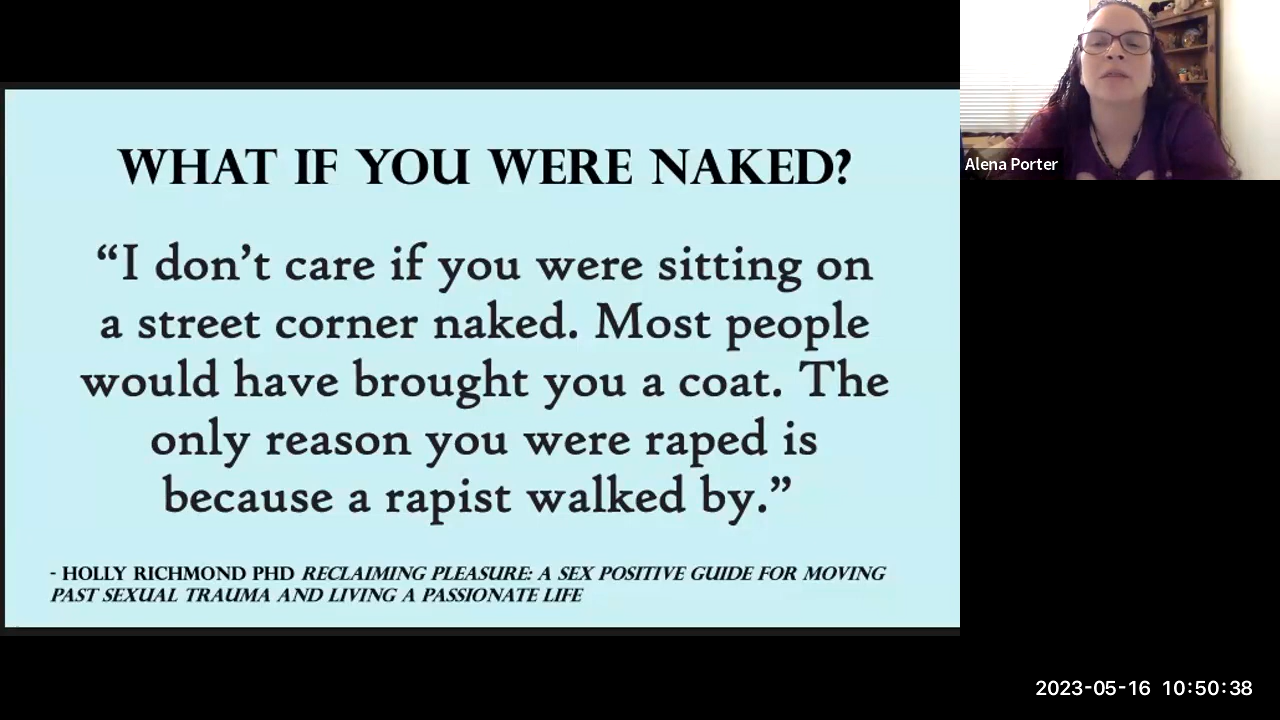 WHAT IF YOU WERE NAKED?
“I don’t care if you were sitting on
a street corner naked. Most people
would have brought you a coat. The
only reason you were raped is
because a rapist walked by.”
- HOLLY RICHMOND PHD RECLAIMING PLEASURE: A SEX POSITIVE GUIDE FOR MOVING
PAST SEXUAL TRAUMA AND LIVING A PASSIONATE LIFE
Alena Porter
2023-05-16 10:50:38